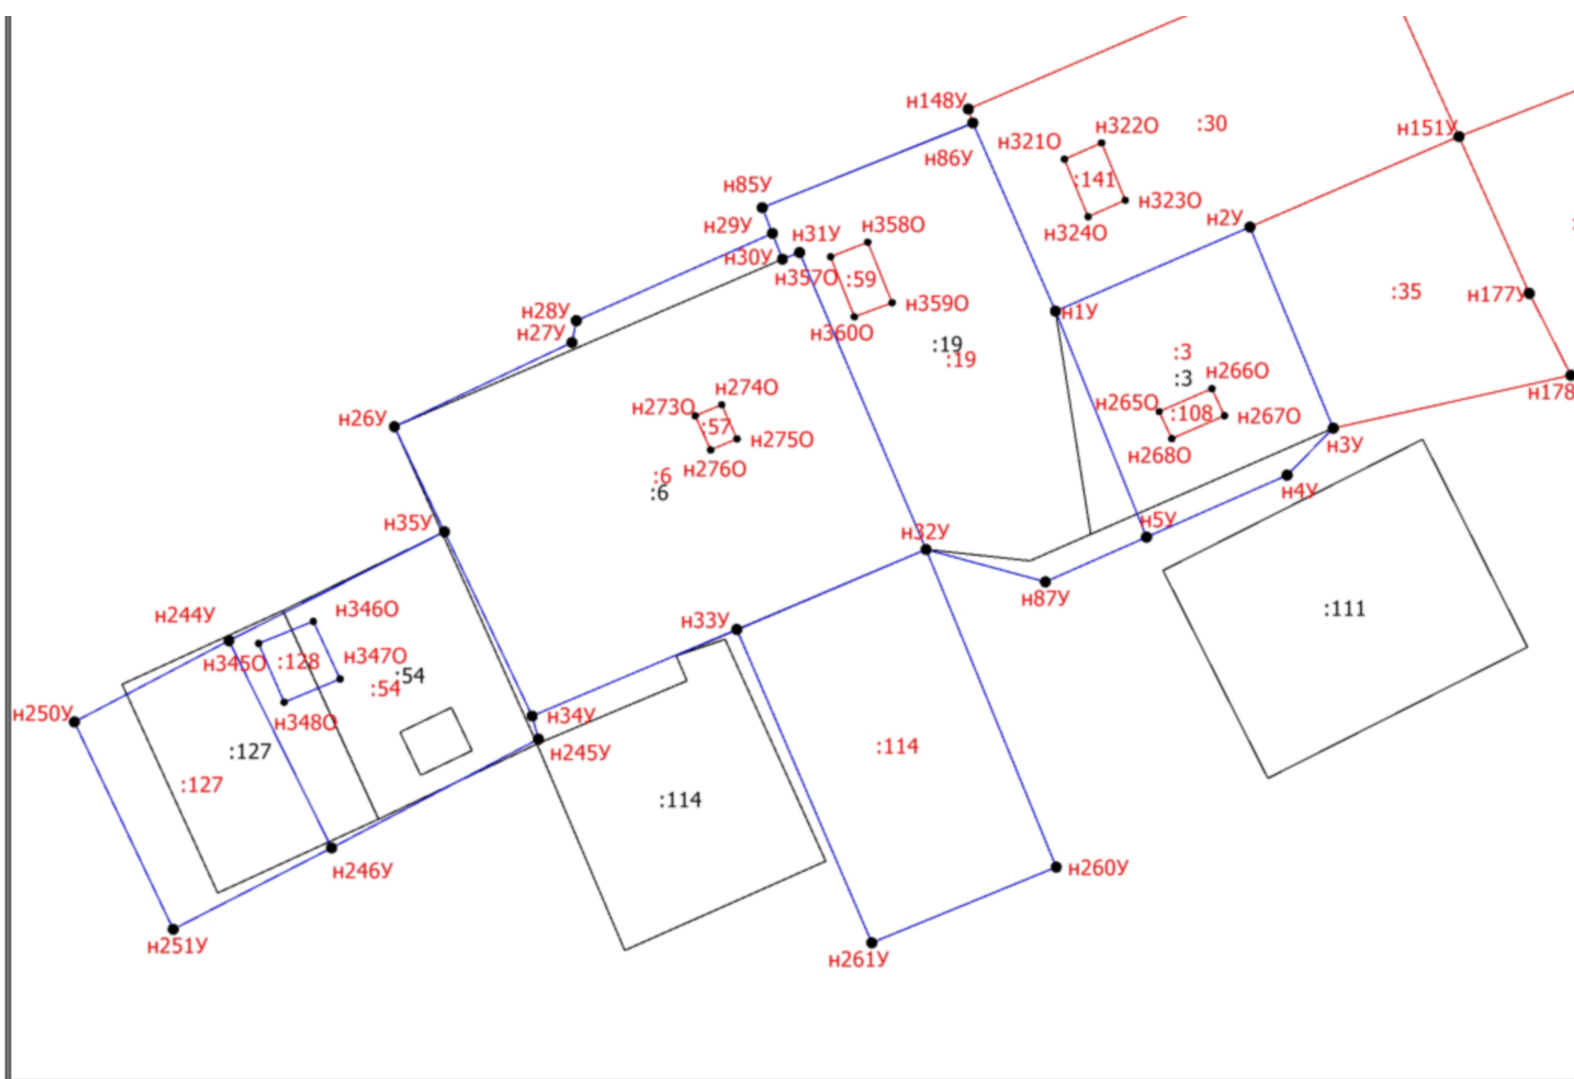 н148У
н86У
н321О
н322О
:30
н151У
:141
н323О
н324О
н85У
н29У
н31У
н30У
н357О
н358О
:59
н359О
н360О
н2У
:35
н177У
н178
н28У
н27У
н1У
:19
:19
:3
:3
н265О
н266О
:108
н267О
н268О
н3У
н4У
н26У
н273О
н274О
:57
н275О
н276О
:6
:6
н35У
н32У
н5У
н87У
:111
н244У
н346О
н345О
:128
н347О
:54
:54
н348О
н33У
н250У
н34У
н245У
:127
:127
:114
:114
н246У
н260У
н251У
н261У